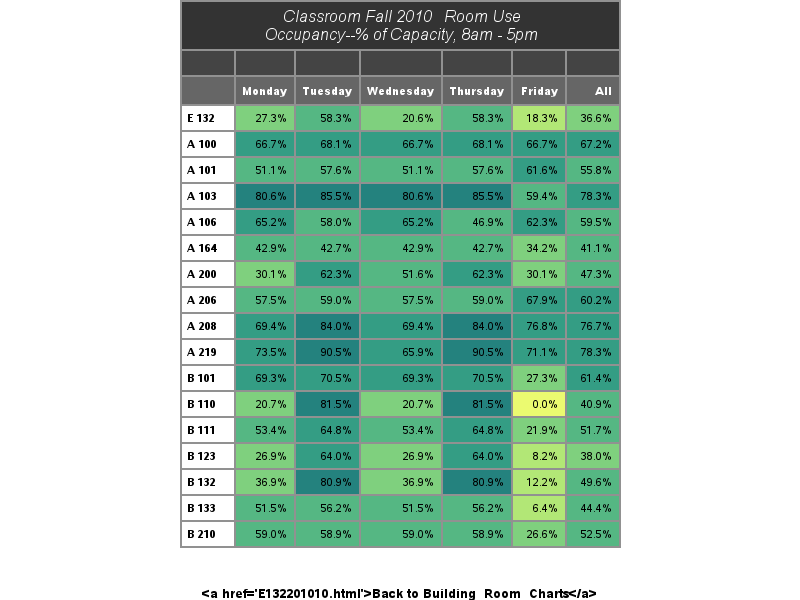 Classroom Fall 2010 Room Use
Occupancy--% of Capacity, 8am - 5pm
Monday Tuesday Wednesday Thursday Friday All
E 132 27.3% 58.3% 20.6% 58.3% 18.3% 36.6%
A 100 66.7% 68.1% 66.7% 68.1% 66.7% 67.2%
A 101 51.1% 57.6% 51.1% 57.6% 61.6% 55.8%
A 103 80.6% 85.5% 80.6% 85.5% 59.4% 78.3%
A 106 65.2% 58.0% 65.2% 46.9% 62.3% 59.5%
A 164 42.9% 42.7% 42.9% 42.7% 34.2% 41.1%
A 200 30.1% 62.3% 51.6% 62.3% 30.1% 47.3%
A 206 57.5% 59.0% 57.5% 59.0% 67.9% 60.2%
A 208 69.4% 84.0% 69.4% 84.0% 76.8% 76.7%
A 219 73.5% 90.5% 65.9% 90.5% 71.1% 78.3%
B 101 69.3% 70.5% 69.3% 70.5% 27.3% 61.4%
B 110 20.7% 81.5% 20.7% 81.5% 0.0% 40.9%
B 111 53.4% 64.8% 53.4% 64.8% 21.9% 51.7%
B 123 26.9% 64.0% 26.9% 64.0% 8.2% 38.0%
B 132 36.9% 80.9% 36.9% 80.9% 12.2% 49.6%
B 133 51.5% 56.2% 51.5% 56.2% 6.4% 44.4%
B 210 59.0% 58.9% 59.0% 58.9% 26.6% 52.5%
<a href='E132201010.html'>Back to Building_Room_Charts</a>